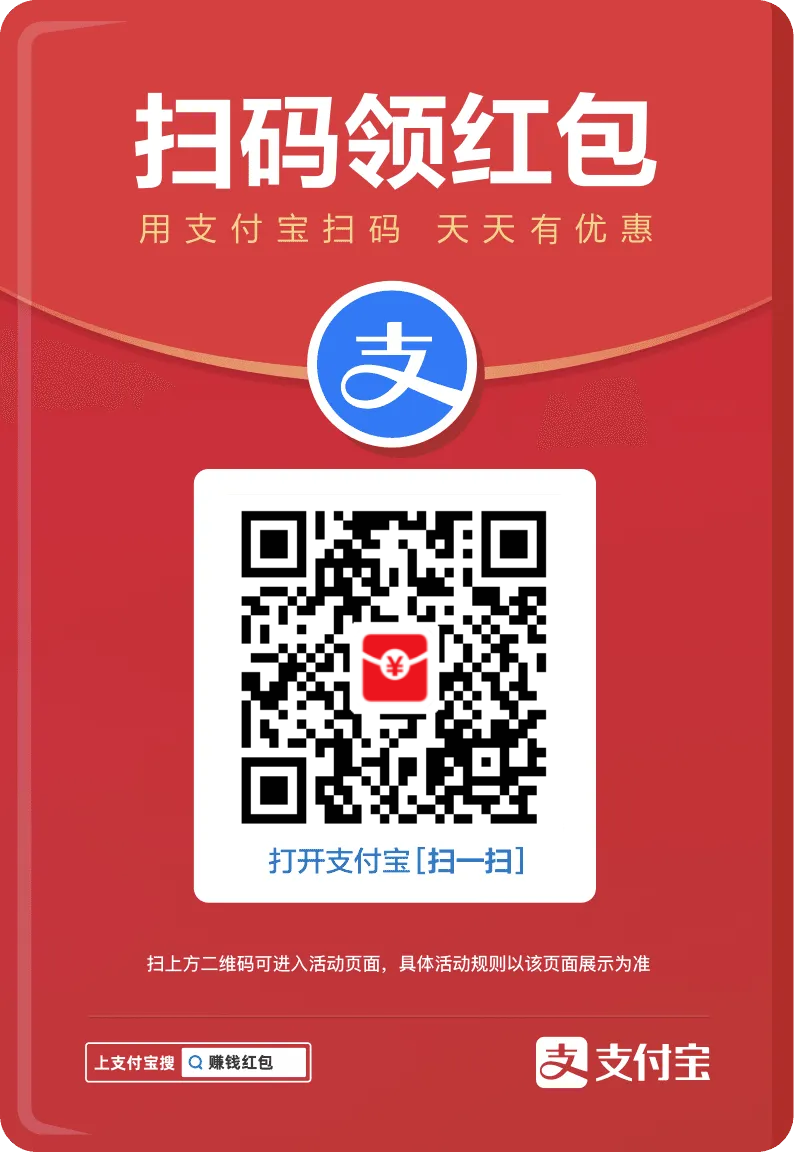 扫码领红包
用支付宝扫码 天天有优惠
支
¥
打开支付宝[扫一扫]
扫上方二维码可进入活动页面，具体活动规则以该页面展示为准
上支付宝搜 赚钱红包
支 支付宝